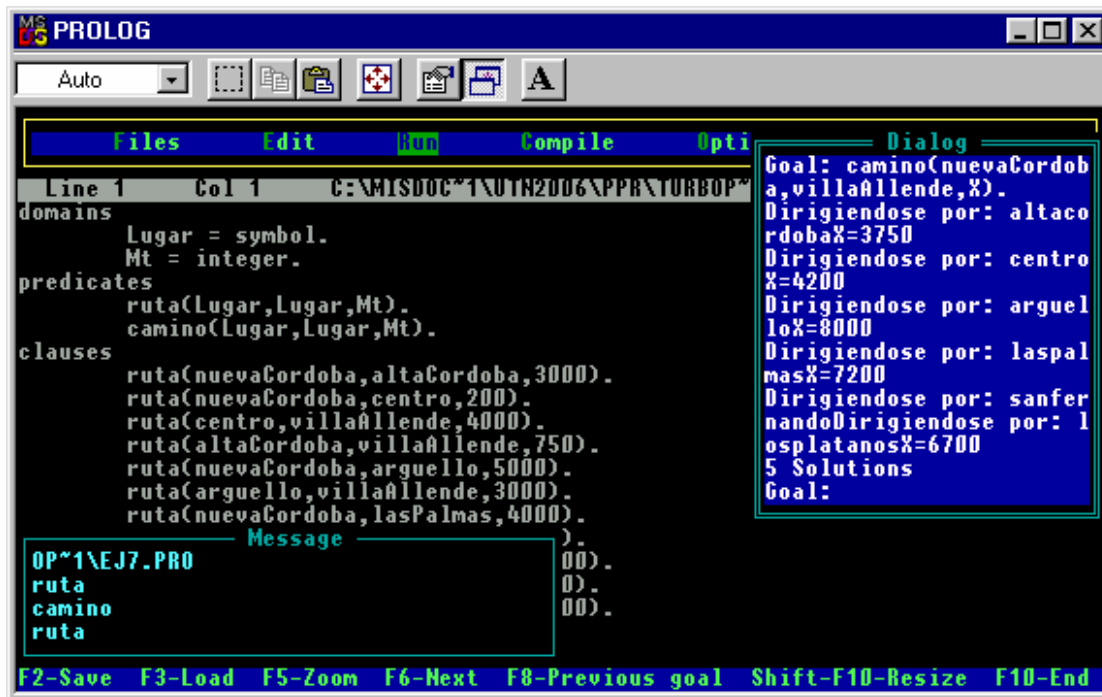 PROLOG
Auto
A
Files Edit Run Compile Opti
Line 1 Col 1 C:\MISDOC~1\UTN2006\PPR\TURBOP~
domains
Lugar = symbol.
Mt = integer.
predicates
ruta(Lugar,Lugar,Mt).
camino(Lugar,Lugar,Mt).
clauses
ruta(nuevaCordoba,altaCordoba,3000).
ruta(nuevaCordoba,centro,200).
ruta(centro,villaAllende,4000).
ruta(altaCordoba,villaAllende,750).
ruta(nuevaCordoba,arguello,5000).
ruta(arguello,villaAllende,3000).
ruta(nuevaCordoba,lasPalmas,4000).
).
00).
0).
00).
Message
OP~1\EJ7.PRO
ruta
camino
ruta
Dialog
Goal: camino(nuevaCordob
a,villaAllende,X).
Dirigiendose por: altaco
rdobaX=3750
Dirigiendose por: centro
X=4200
Dirigiendose por: arguel
loX=8000
Dirigiendose por: laspal
masX=7200
Dirigiendose por: sanfer
nandoDirigiendose por: l
osplatanosX=6700
5 Solutions
Goal:
F2-Save F3-Load F5-Zoom F6-Next F8-Previous goal Shift-F10-Resize F10-End